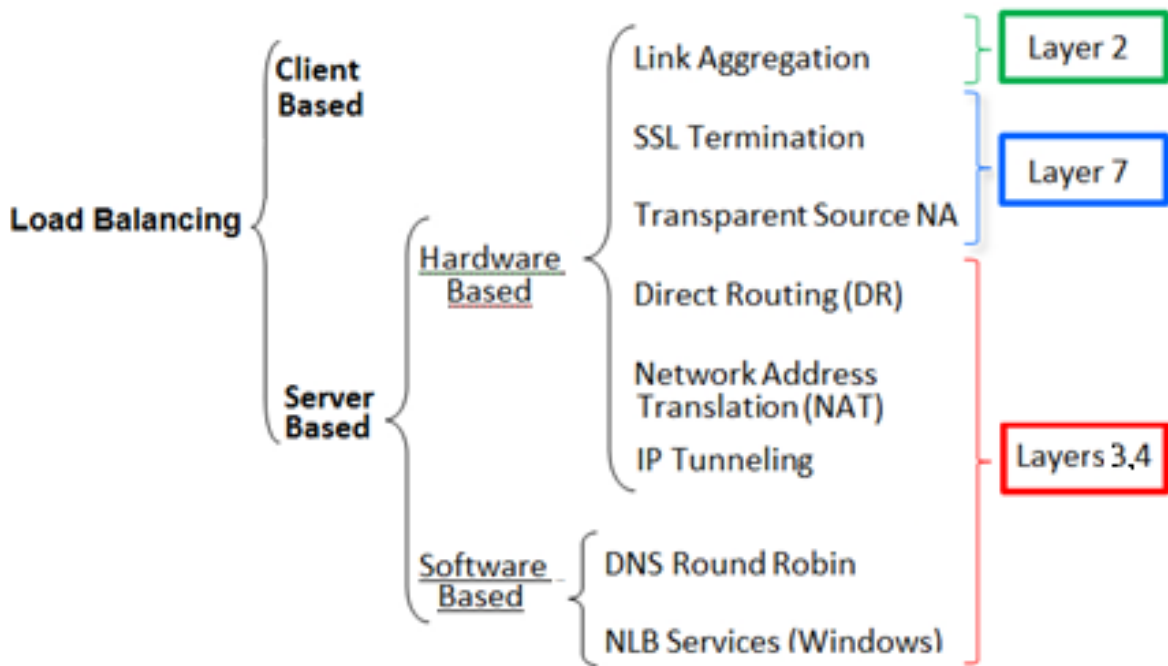 Load Balancing
Client
Based
Server
Based
Hardware
Based
Software
Based
Link Aggregation
SSL Termination
Transparent Source NA
Direct Routing (DR)
Network Address
Translation (NAT)
IP Tunneling
DNS Round Robin
NLB Services (Windows)
Layer 2
Layer 7
Layers 3,4